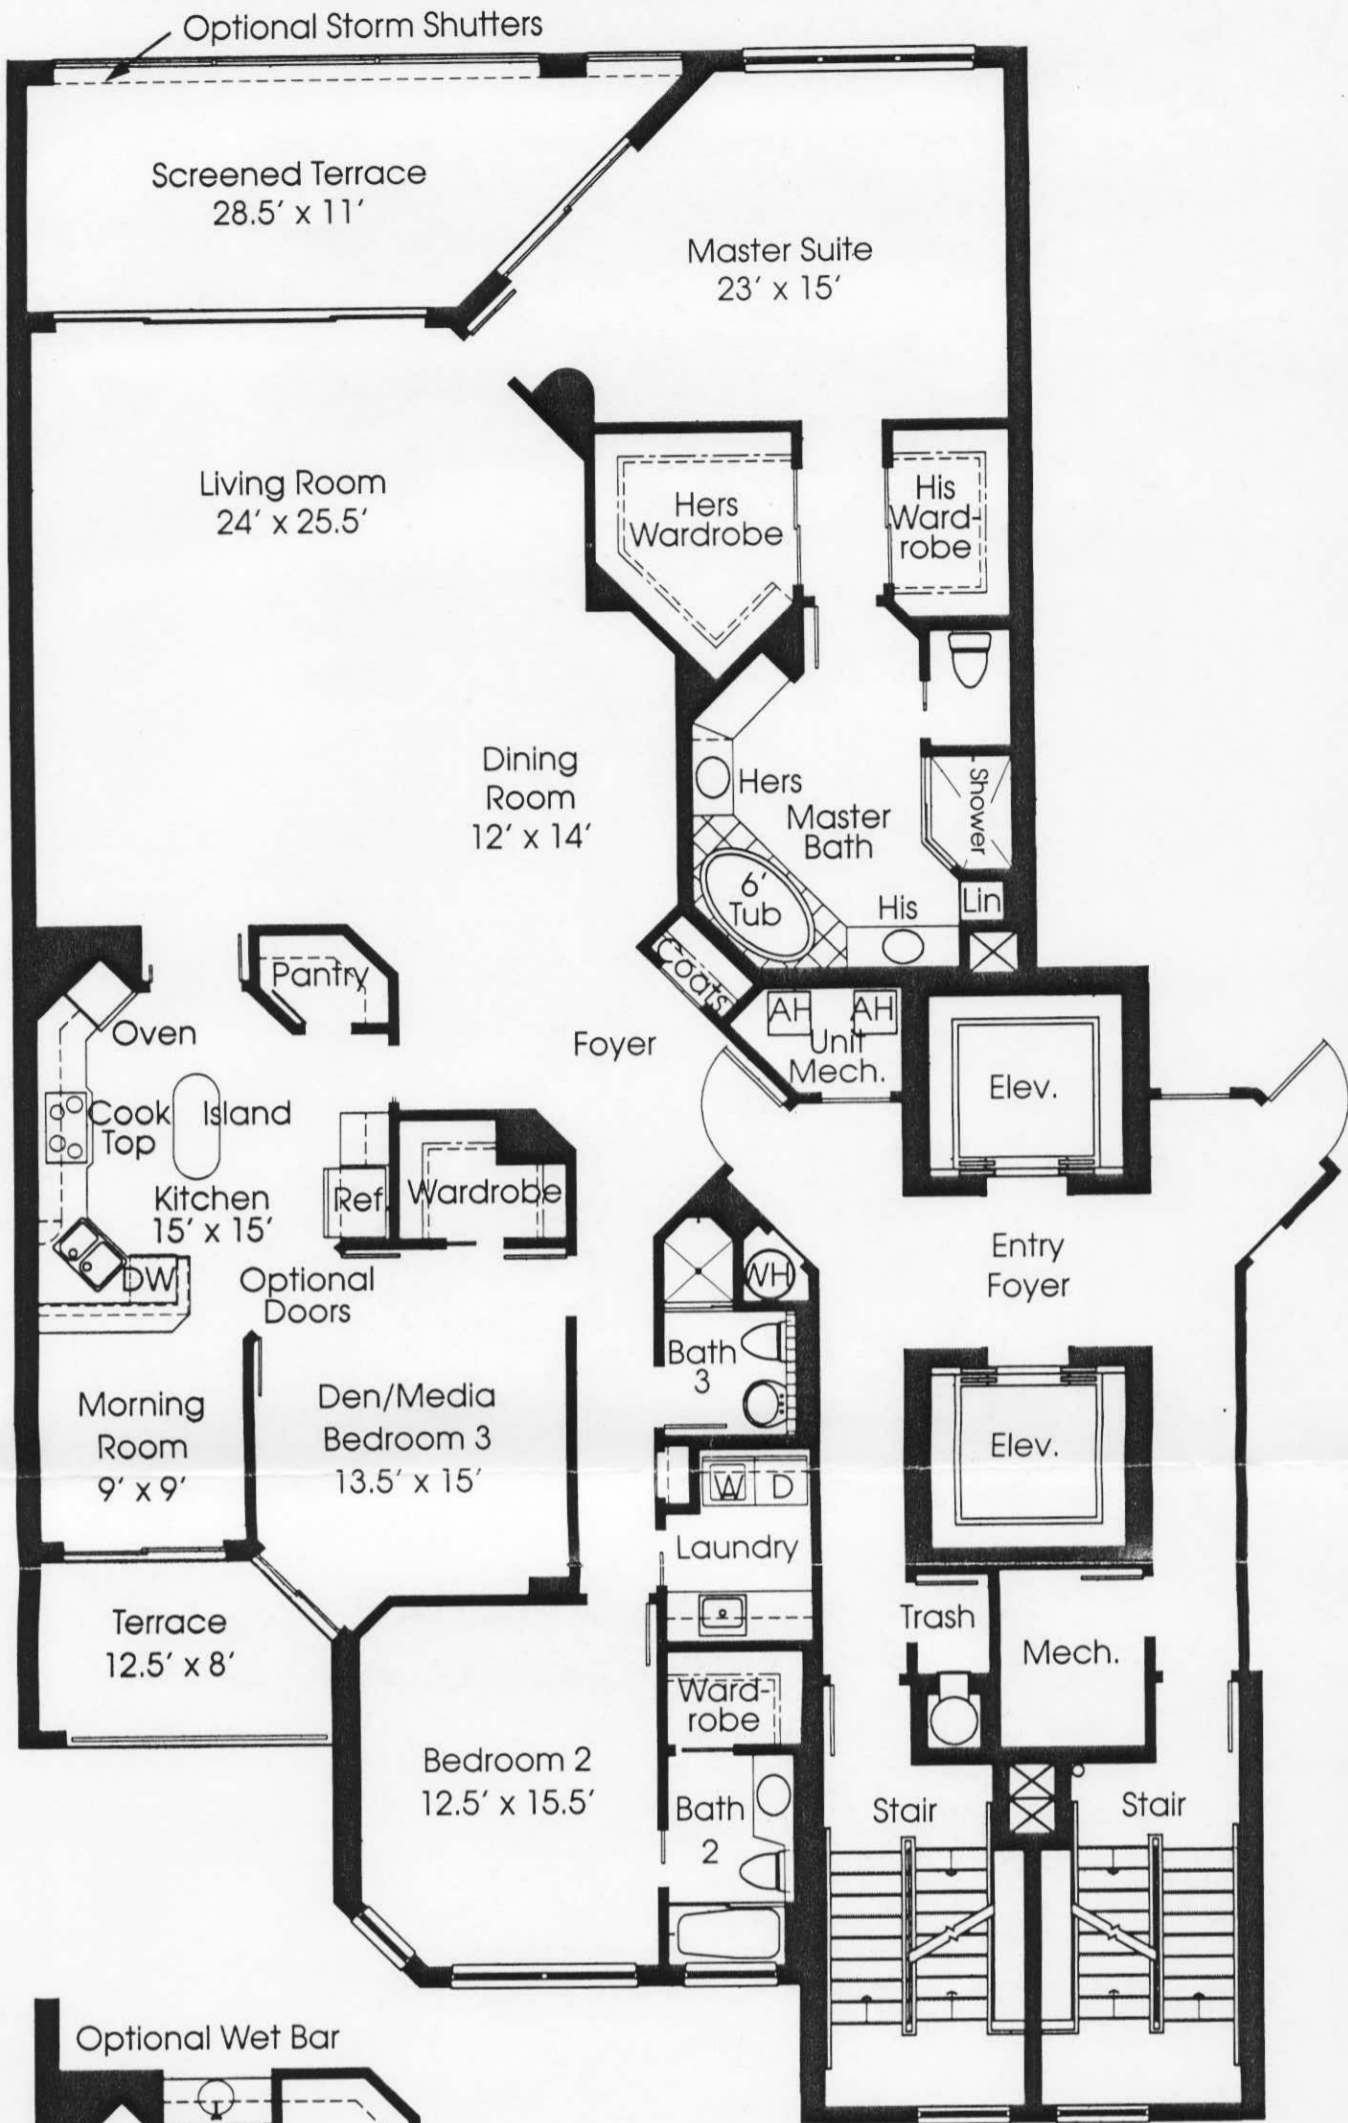 Optional Storm Shutters
Screened Terrace
28.5′ x 11′
Master Suite
23′ x 15′
Living Room
24′ x 25.5′
Hers
Wardrobe
His
Ward-
robe
Dining
Room
12′ x 14′
Hers
Master
Bath
Shower
6′
Tub
His
Lin
Coats
Pantry
Oven
Foyer
AH
AH
Unit
Mech.
Elev.
Cook
Top
Island
Kitchen
15′ x 15′
Ref
Wardrobe
DW
Optional
Doors
WH
Entry
Foyer
Bath
3
Morning
Room
9′ x 9′
Den/Media
Bedroom 3
13.5′ x 15′
Elev.
W
D
Laundry
Terrace
12.5′ x 8′
Trash
Mech.
Ward-
robe
Bedroom 2
12.5′ x 15.5′
Bath
2
Stair
Stair
Optional Wet Bar